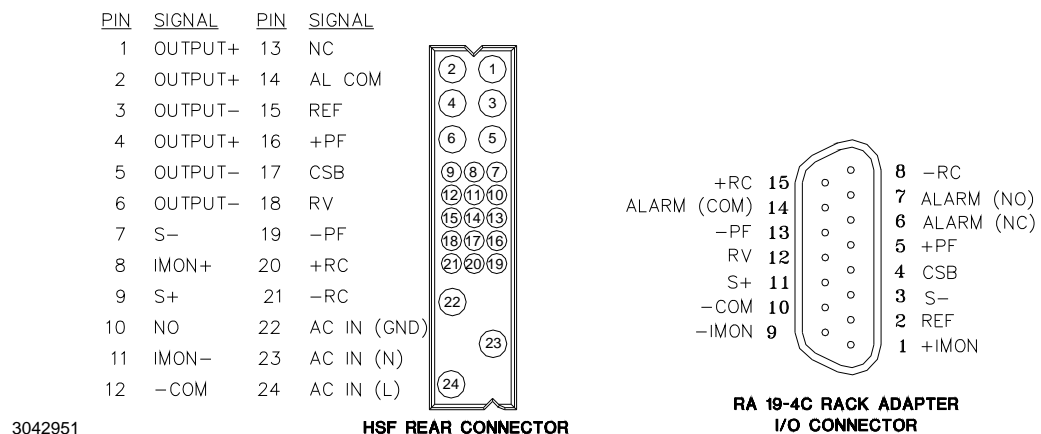 PIN SIGNAL PIN SIGNAL
1 OUTPUT+ 13 NC
2 OUTPUT+ 14 AL COM
3 OUTPUT- 15 REF
4 OUTPUT+ 16 +PF
5 OUTPUT- 17 CSB
6 OUTPUT- 18 RV
7 S- 19 -PF
8 IMON+ 20 +RC
9 S+ 21 -RC
10 NO 22 AC IN (GND)
11 IMON- 23 AC IN (N)
12 -COM 24 AC IN (L)
2 1
4 3
6 5
9 8 7
12 11 10
15 14 13
18 17 16
21 20 19
22
23
24
HSF REAR CONNECTOR
+RC 15
ALARM (COM) 14
-PF 13
RV 12
S+ 11
-COM 10
-IMON 9
8 -RC
7 ALARM (NO)
6 ALARM (NC)
5 +PF
4 CSB
3 S-
2 REF
1 +IMON
RA 19-4C RACK ADAPTER
I/O CONNECTOR
3042951